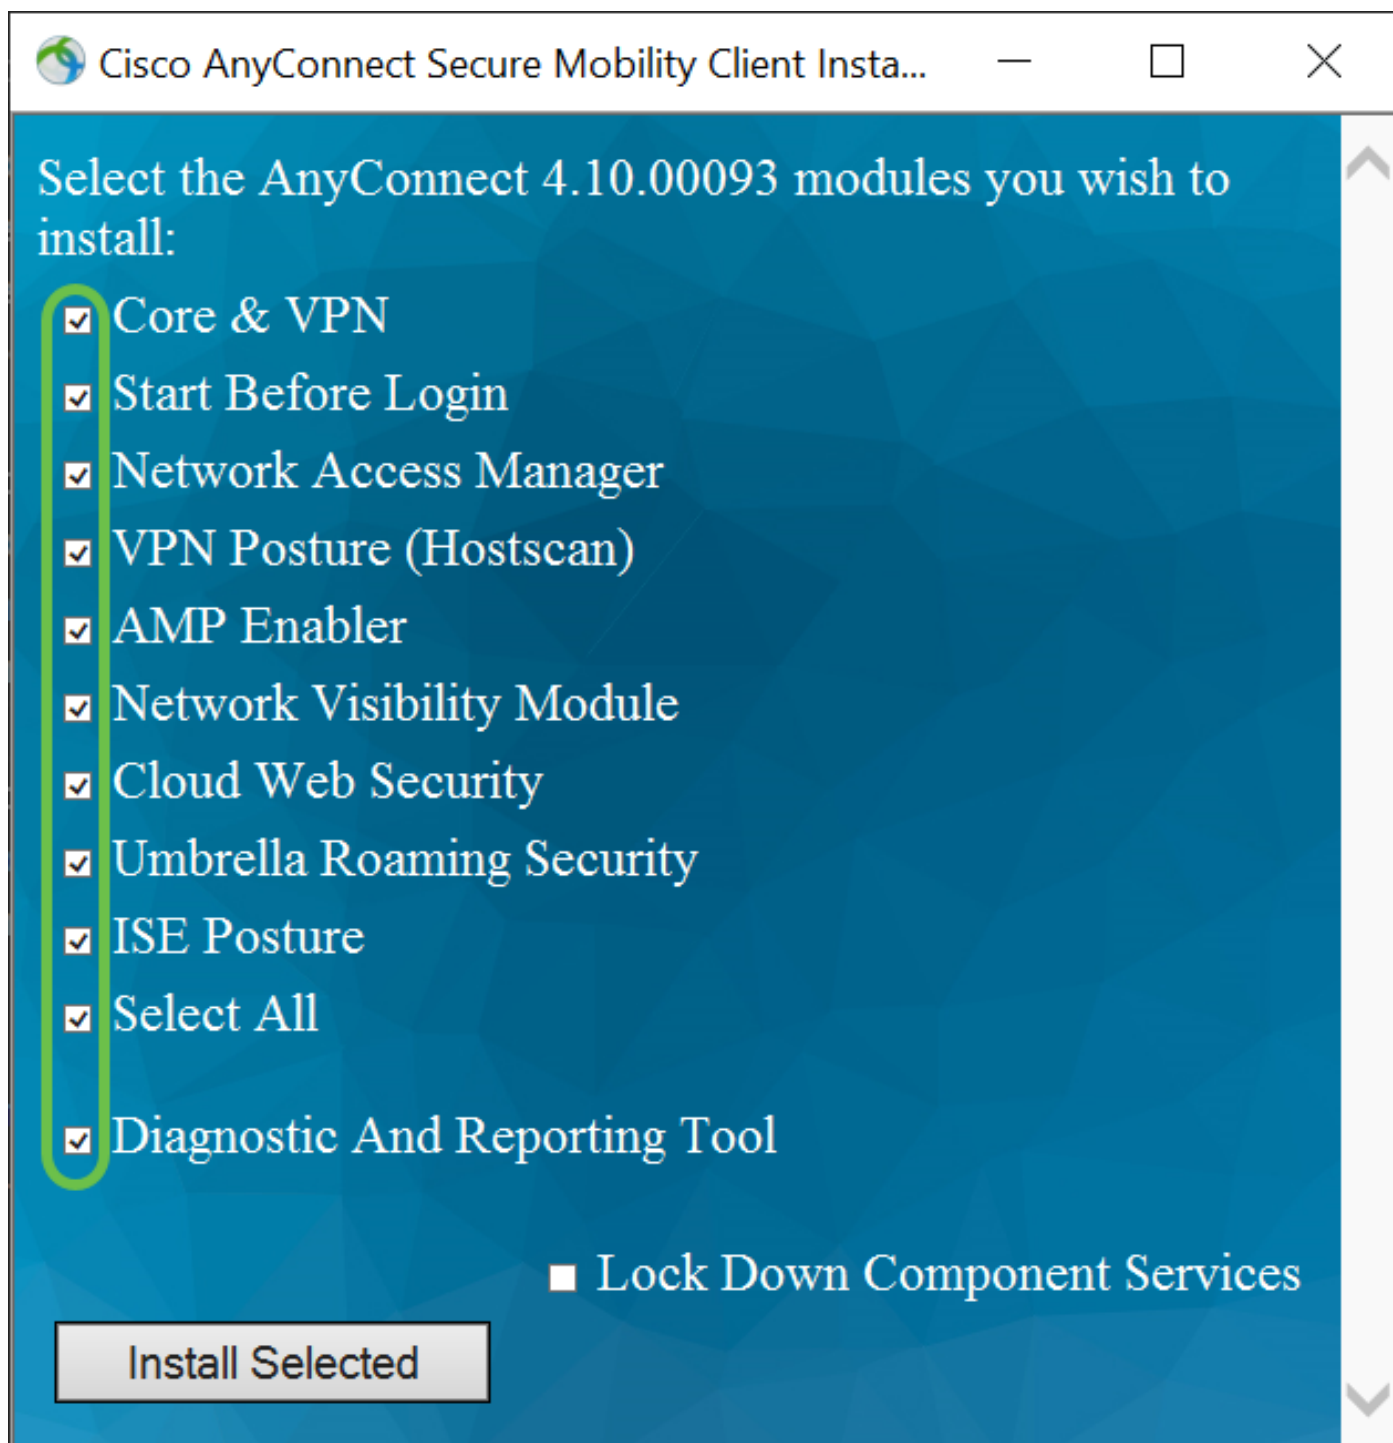 Cisco AnyConnect Secure Mobility Client Insta...
Select the AnyConnect 4.10.00093 modules you wish to
install:
Core & VPN
Start Before Login
Network Access Manager
VPN Posture (Hostscan)
AMP Enabler
Network Visibility Module
Cloud Web Security
Umbrella Roaming Security
ISE Posture
Select All
Diagnostic And Reporting Tool
Lock Down Component Services
Install Selected